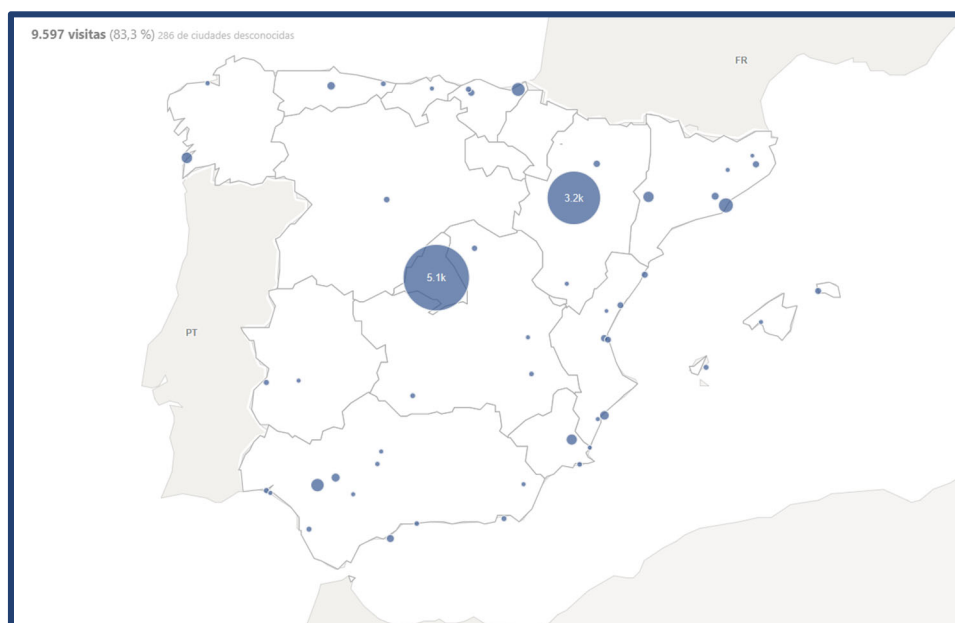 9.597 visitas (83,3 %) 286 de ciudades desconocidas
FR
3.2k
5.1k
PT